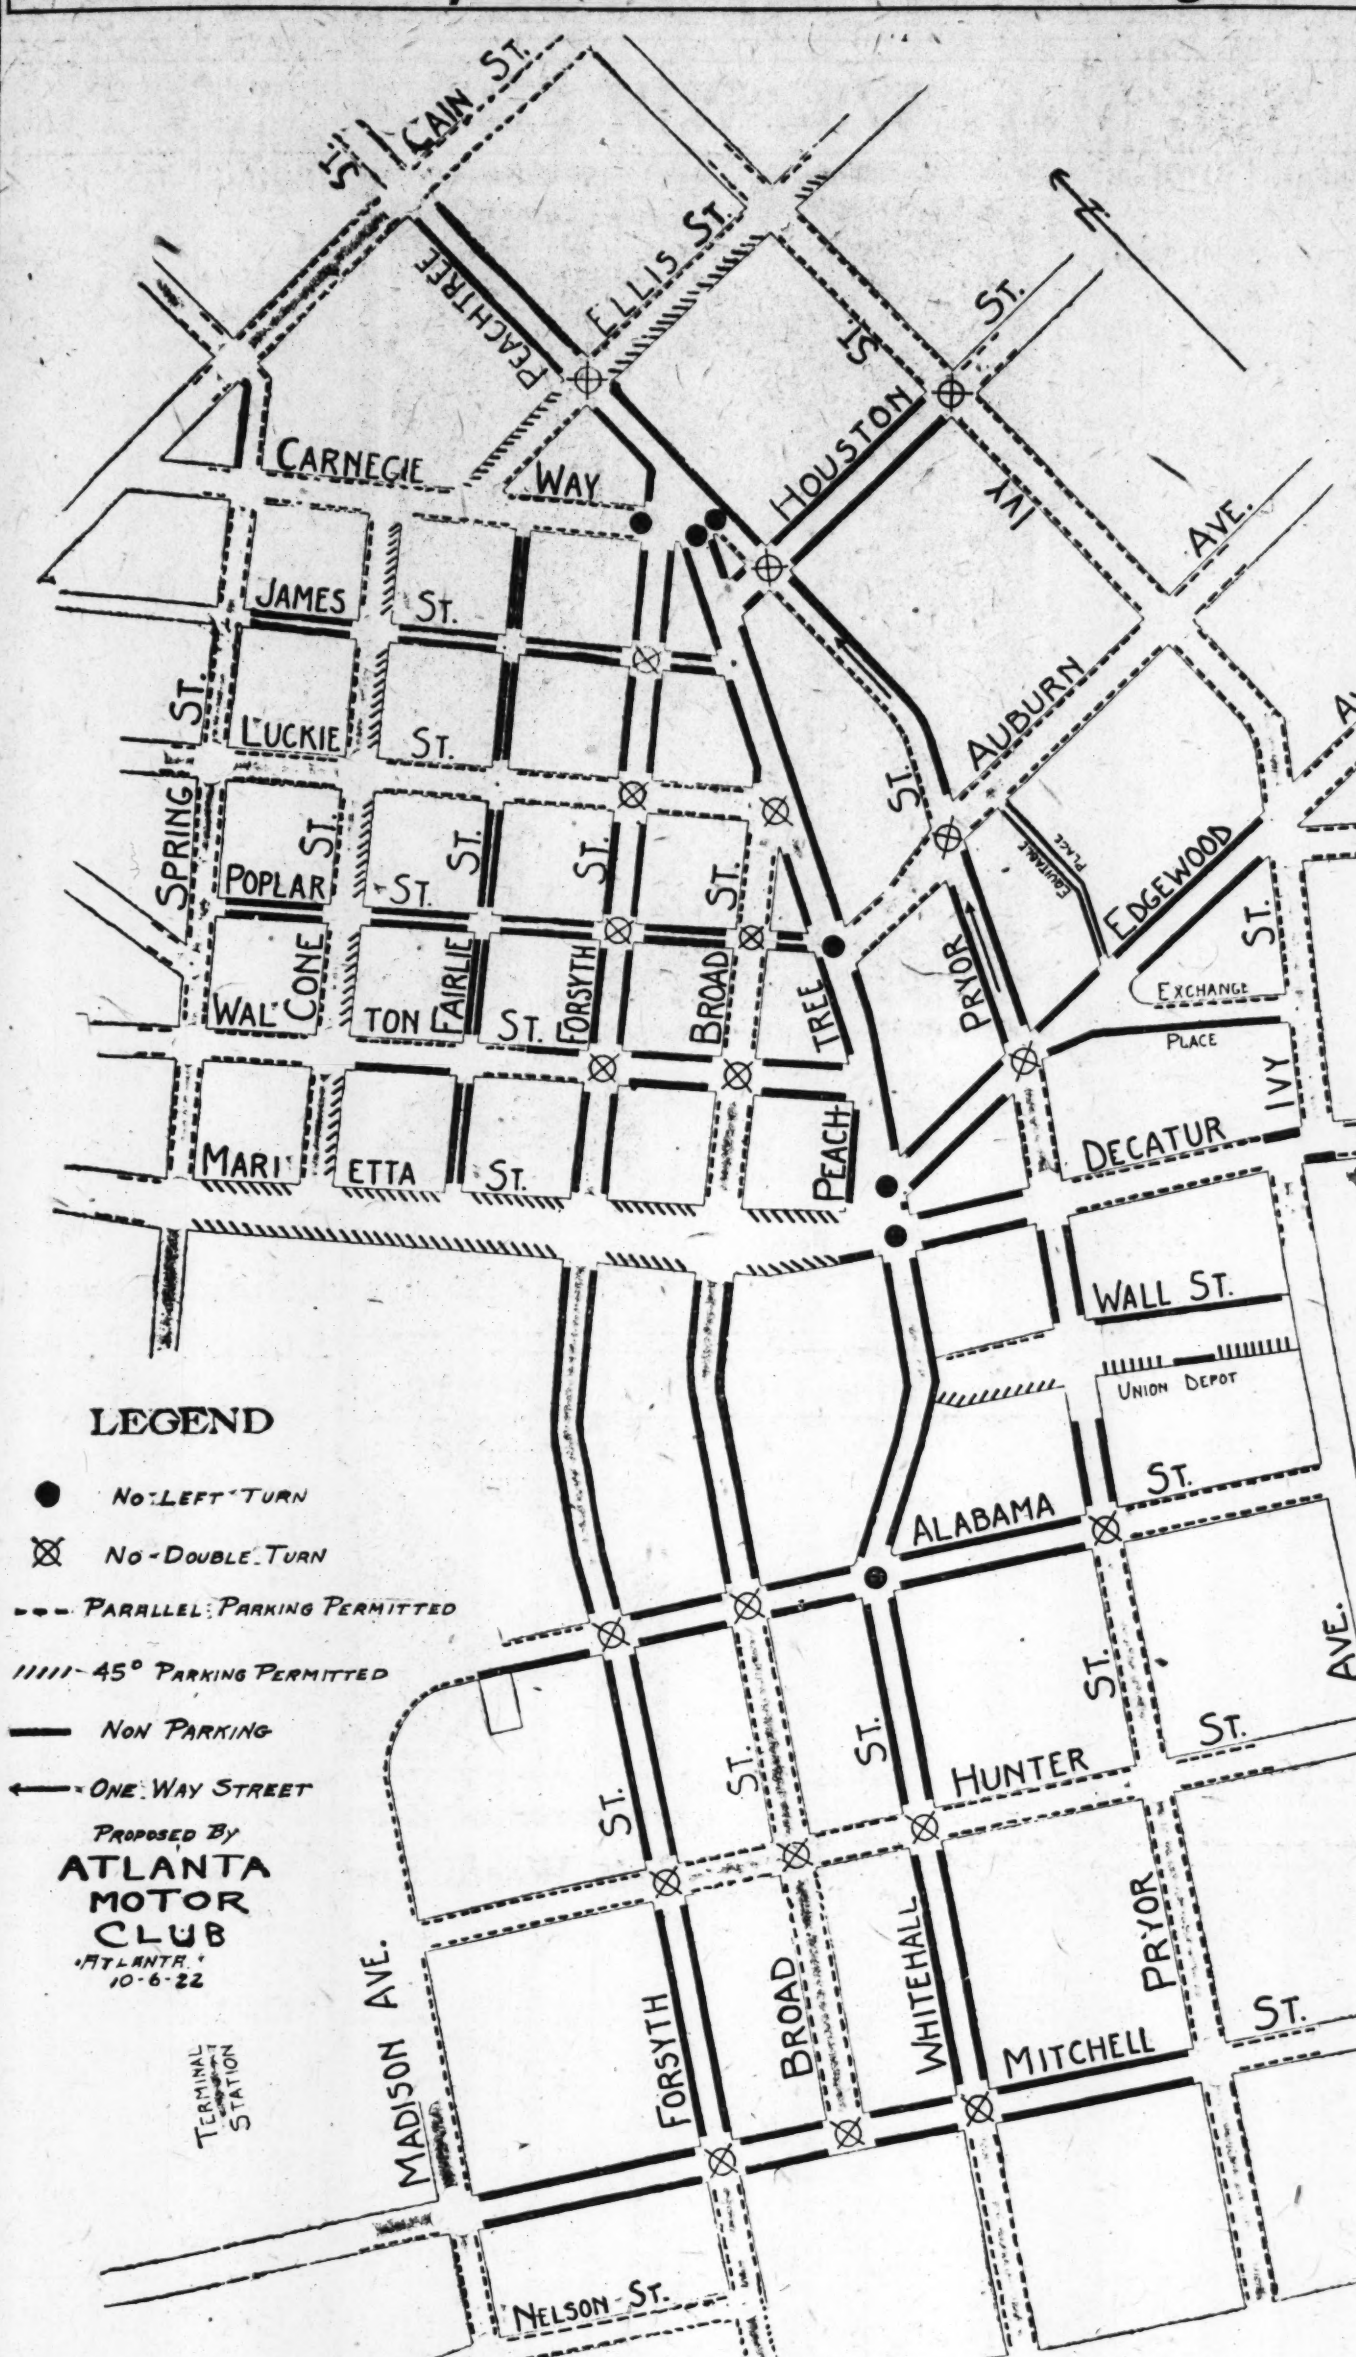 CAIN ST.
ST.
PEACHTREE
ELLIS ST.
N
ST.
HOUSTON
ST.
IVY
AVE.
CARNEGIE WAY
JAMES ST.
AUBURN
ST.
LUCKIE ST.
ST.
SPRING
ST.
ST.
ST.
ST.
EQUITABLE PLACE
EDGEWOOD
POPLAR ST.
ST.
CONE
FAIRLIE
FORSYTH
BROAD
TREE
PRYOR
EXCHANGE
PLACE
WAL TON ST.
IVY
DECATUR
MARI ETTA ST.
PEACH
WALL ST.
UNION DEPOT
LEGEND
NO-LEFT-TURN
NO-DOUBLE-TURN
PARALLEL PARKING PERMITTED
45° PARKING PERMITTED
NON PARKING
ONE WAY STREET
PROPOSED BY
ATLANTA
MOTOR
CLUB
ATLANTA
10-6-22
ALABAMA ST.
AVE.
ST.
ST.
ST.
ST.
HUNTER ST.
MADISON AVE.
FORSYTH
BROAD
WHITEHALL
PRYOR
MITCHELL ST.
TERMINAL
STATION
NELSON ST.